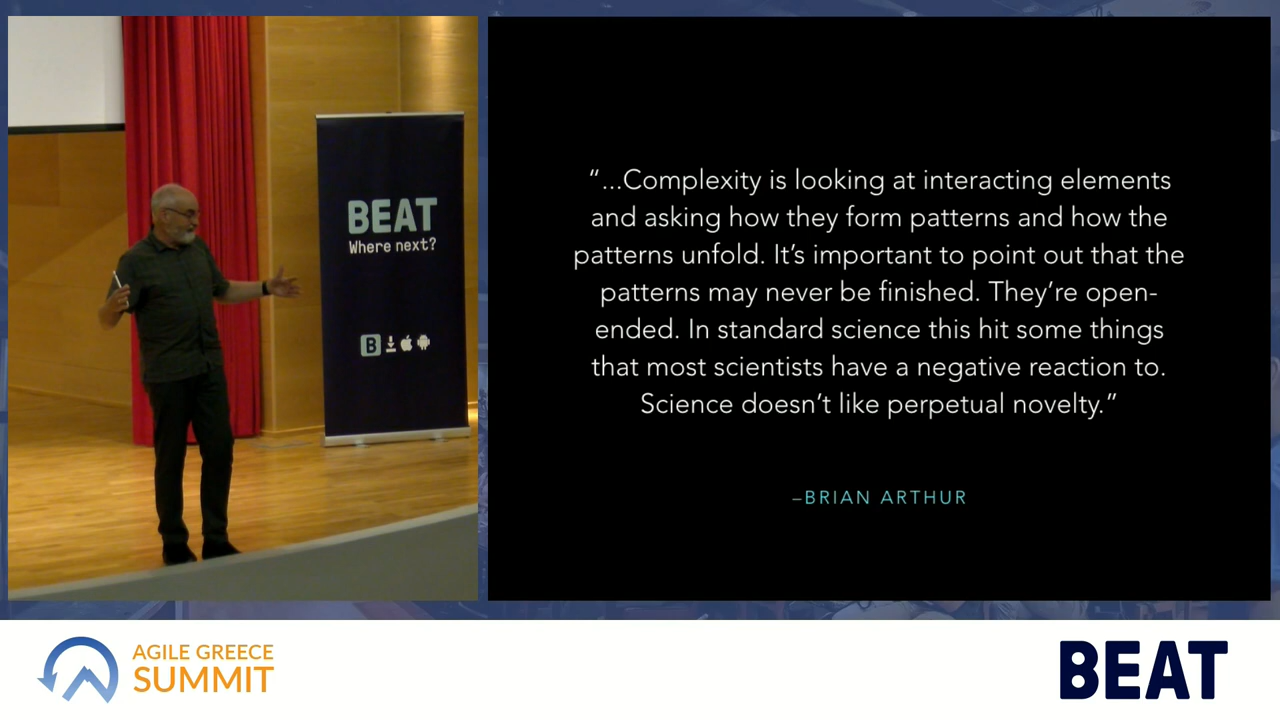 BEAT
Where next?
B
“...Complexity is looking at interacting elements
and asking how they form patterns and how the
patterns unfold. It’s important to point out that the
patterns may never be finished. They’re open-
ended. In standard science this hit some things
that most scientists have a negative reaction to.
Science doesn’t like perpetual novelty.”
–BRIAN ARTHUR
AGILE GREECE
SUMMIT
BEAT